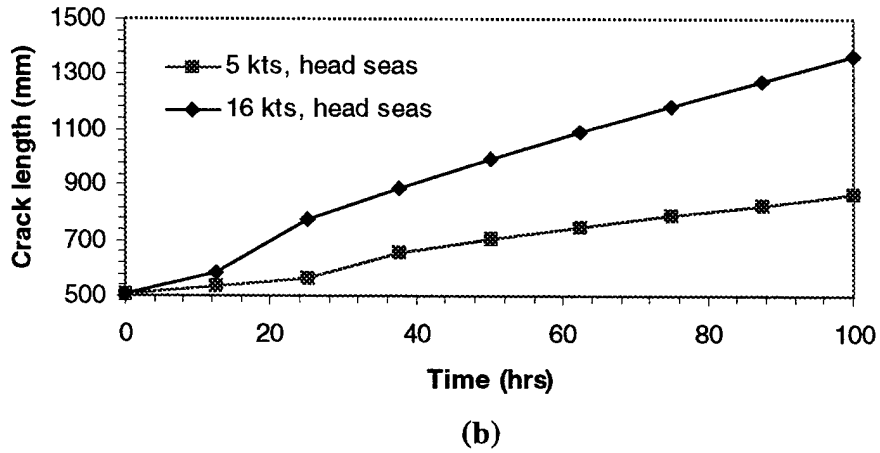 1500
1300
1100
900
700
500
Crack length (mm)
5 kts, head seas
16 kts, head seas
0 20 40 60 80 100
Time (hrs)
(b)